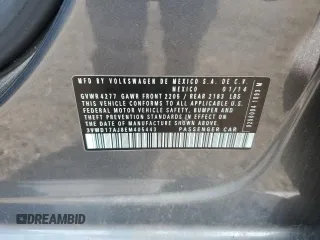 MFD BY VOLKSWAGEN DE MEXICO S.A. DE C.V.
MEXICO 01/14
GVWR 4277 GAWR FRONT 2209 / REAR 2183 LBS
THIS VEHICLE CONFORMS TO ALL APPLICABLE
FEDERAL MOTOR VEHICLE SAFETY, BUMPER AND
THEFT PREVENTION STANDARDS IN EFFECT ON
THE DATE OF MANUFACTURE SHOWN ABOVE
3VWD17AJ8EM405443 PASSENGER CAR
© DREAMBID